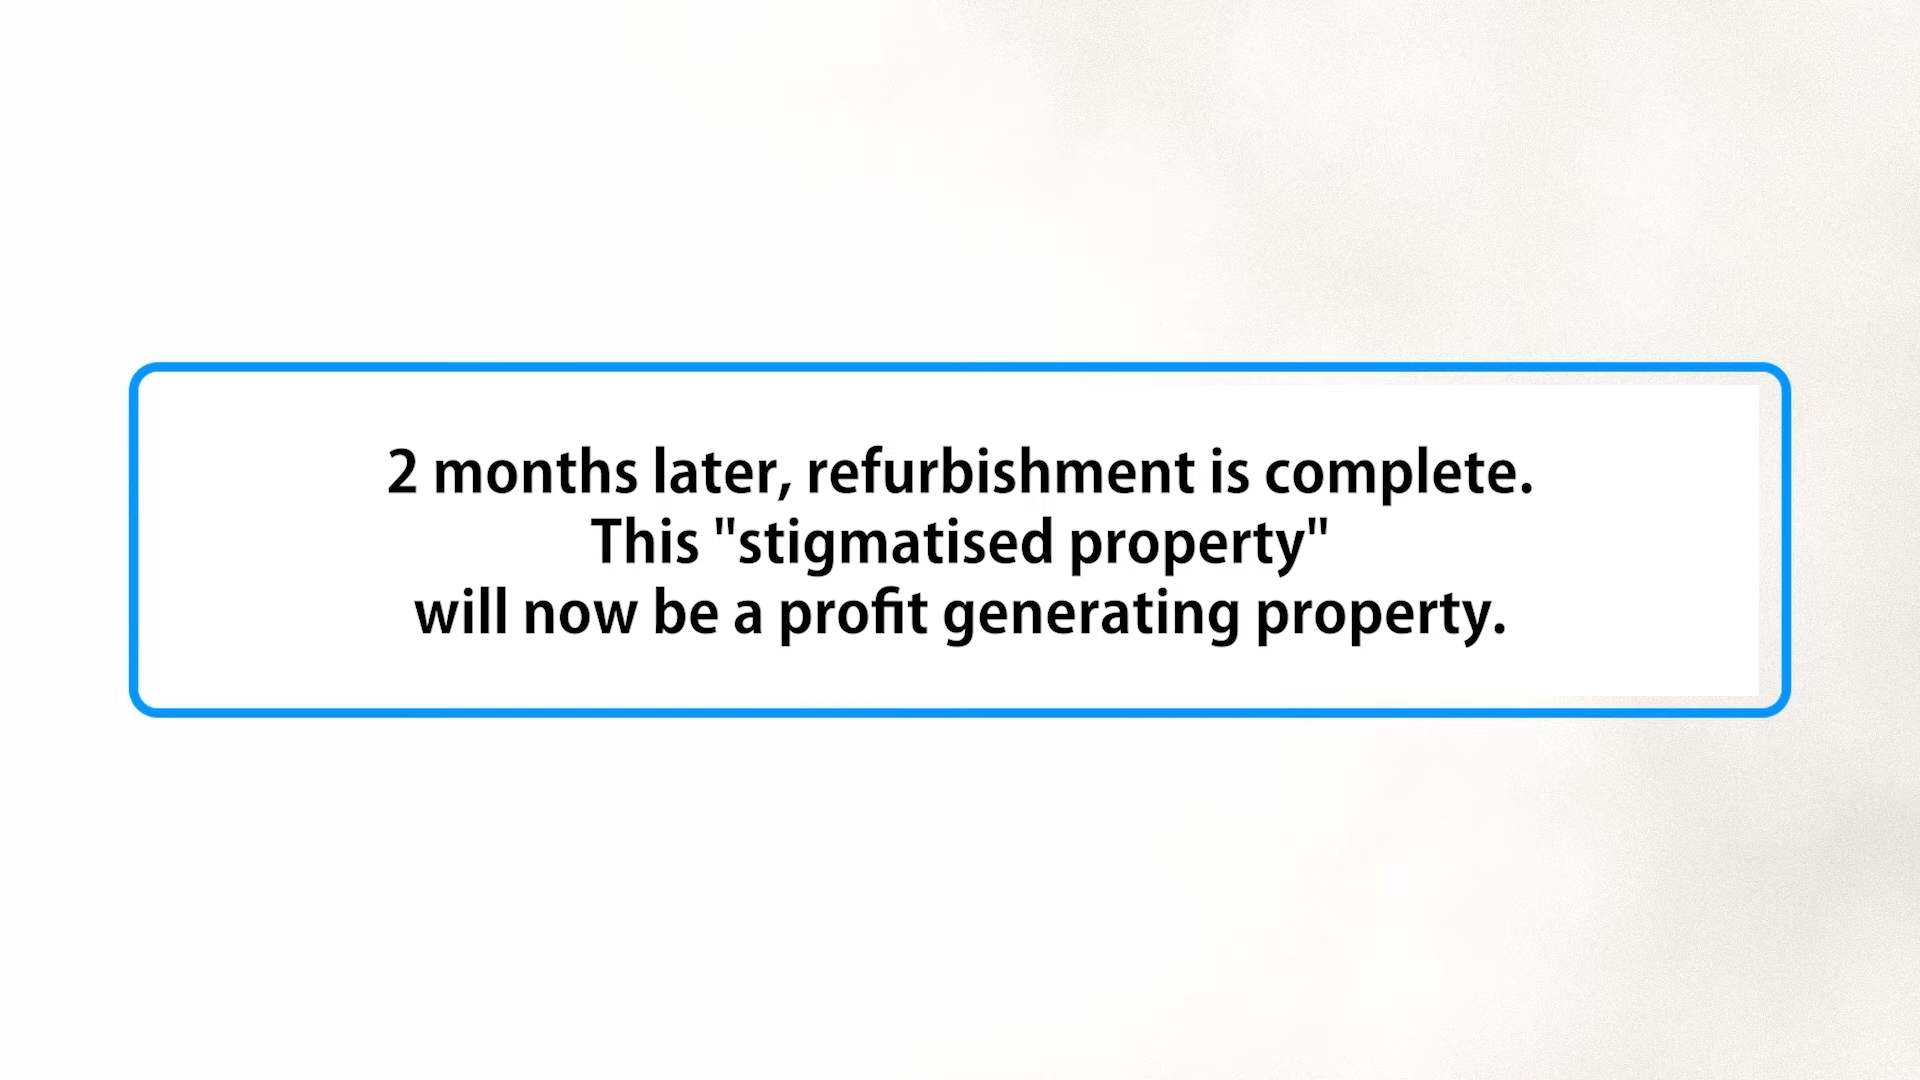 2 months later, refurbishment is complete.
This "stigmatised property"
will now be a profit generating property.